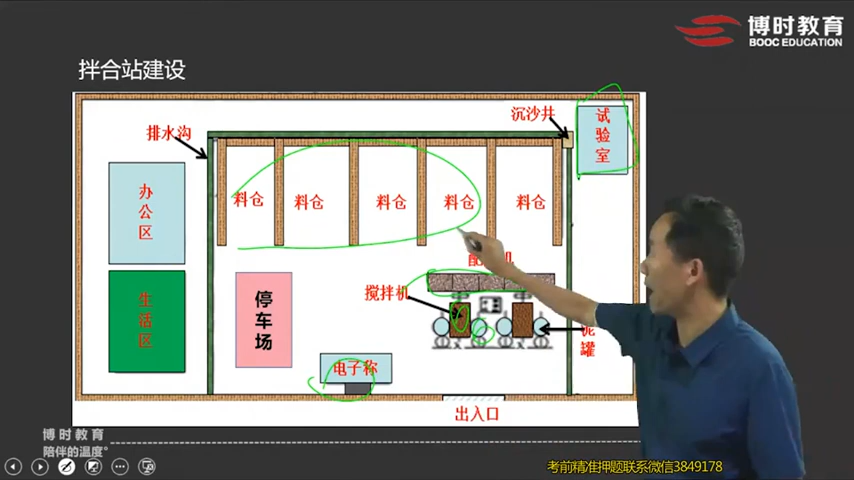 博时教育
BOOC EDUCATION
拌合站建设
沉沙井
试验室
排水沟
办公区
料仓
料仓
料仓
料仓
料仓
生活区
停车场
搅拌机
电子称
出入口
博时教育
陪伴的温度
考前精准押题联系微信3849178